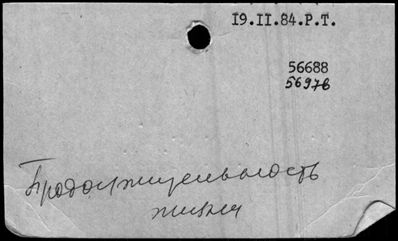 19.II.84.Р.Т.
56688
56976
Продолжительность
жизни